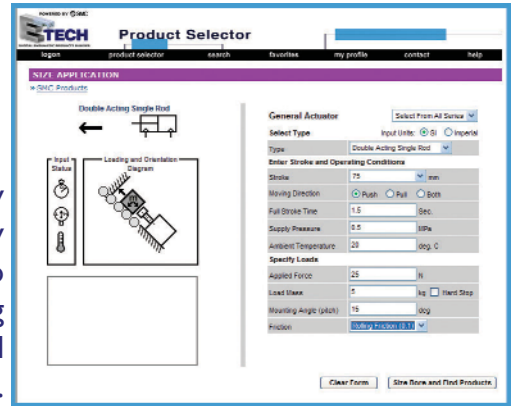 POWERED BY SMC
ETECH Product Selector
logon product selector search favorites my profile contact help
SIZE APPLICATION
» SMC Products
Double Acting Single Rod
Input Status
Loading and Orientation Diagram
General Actuator Select From All Series
Select Type Input Units: SI Imperial
Type Double Acting Single Rod
Enter Stroke and Operating Conditions
Stroke 75 mm
Moving Direction Push Pull Both
Full Stroke Time 1.5 Sec.
Supply Pressure 0.5 MPa
Ambient Temperature 20 deg. C
Specify Loads
Applied Force 25 N
Load Mass 5 kg Hard Stop
Mounting Angle (pitch) 15 deg
Friction Rolling Friction (0.1)
Clear Form Size Bore and Find Products